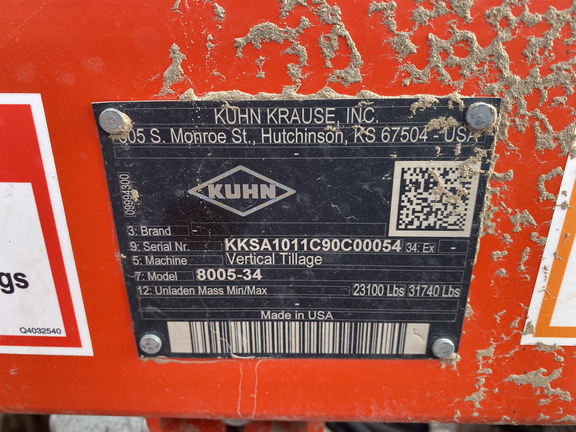 KUHN KRAUSE, INC.
305 S. Monroe St., Hutchinson, KS 67504 - USA
09994300
KUHN
3: Brand -
9: Serial Nr. KKSA1011C90C00054 34: Ex -
5: Machine Vertical Tillage
7: Model 8005-34
12: Unladen Mass Min/Max 23100 Lbs 31740 Lbs
Made in USA
gs
Q4032540